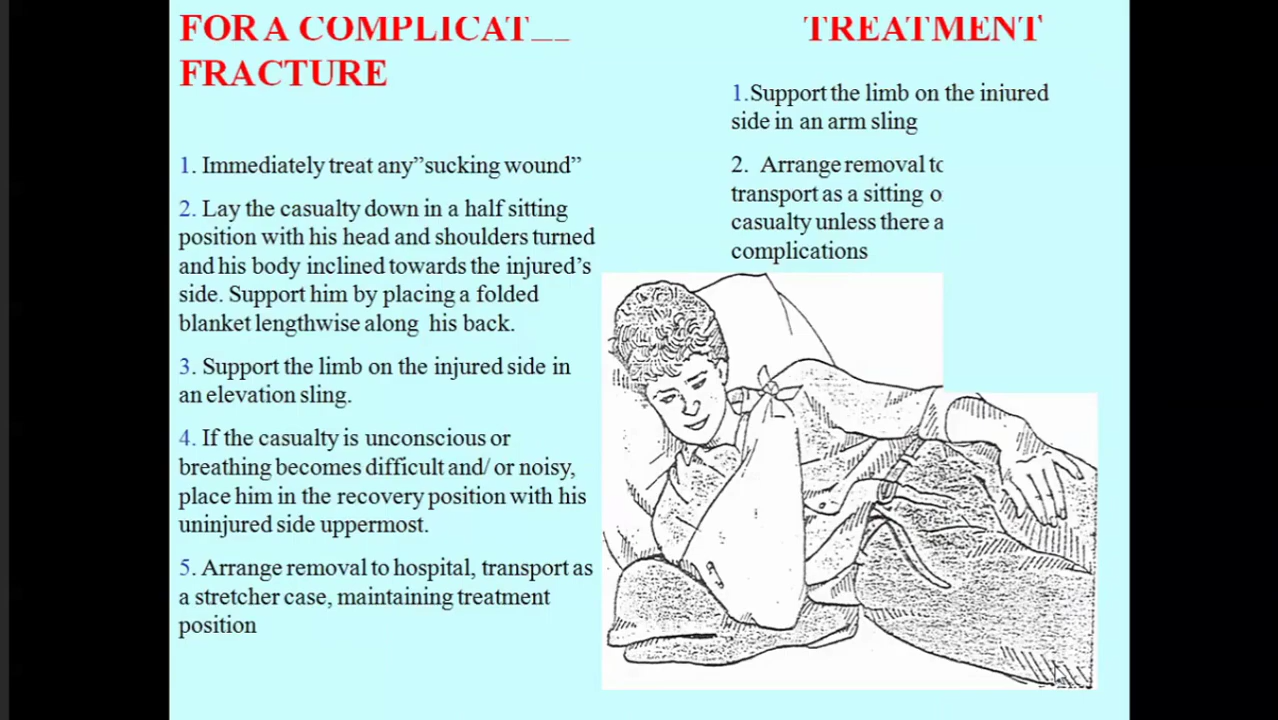 FOR A COMPLICAT
FRACTURE
1. Immediately treat any”sucking wound”
2. Lay the casualty down in a half sitting
position with his head and shoulders turned
and his body inclined towards the injured’s
side. Support him by placing a folded
blanket lengthwise along his back.
3. Support the limb on the injured side in
an elevation sling.
4. If the casualty is unconscious or
breathing becomes difficult and/ or noisy,
place him in the recovery position with his
uninjured side uppermost.
5. Arrange removal to hospital, transport as
a stretcher case, maintaining treatment
position
TREATMENT
1.Support the limb on the injured
side in an arm sling
2. Arrange removal to
transport as a sitting o
casualty unless there a
complications